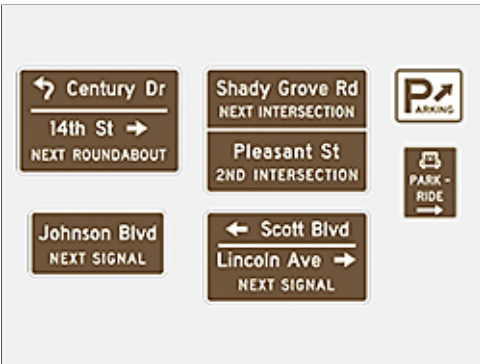 Century Dr
14th St
NEXT ROUNDABOUT
Shady Grove Rd
NEXT INTERSECTION
Pleasant St
2ND INTERSECTION
PARKING
PARK -
RIDE
Johnson Blvd
NEXT SIGNAL
Scott Blvd
Lincoln Ave
NEXT SIGNAL